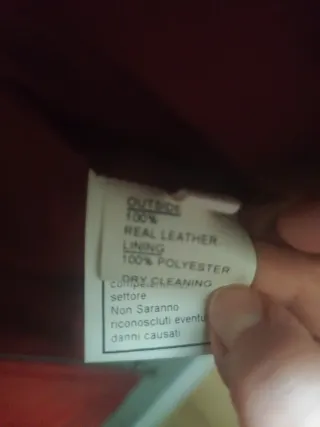 OUTSIDE
100%
REAL LEATHER
LINING
100% POLYESTER
DRY CLEANING
settore
Non Saranno
riconosciuti eventu
danni causati